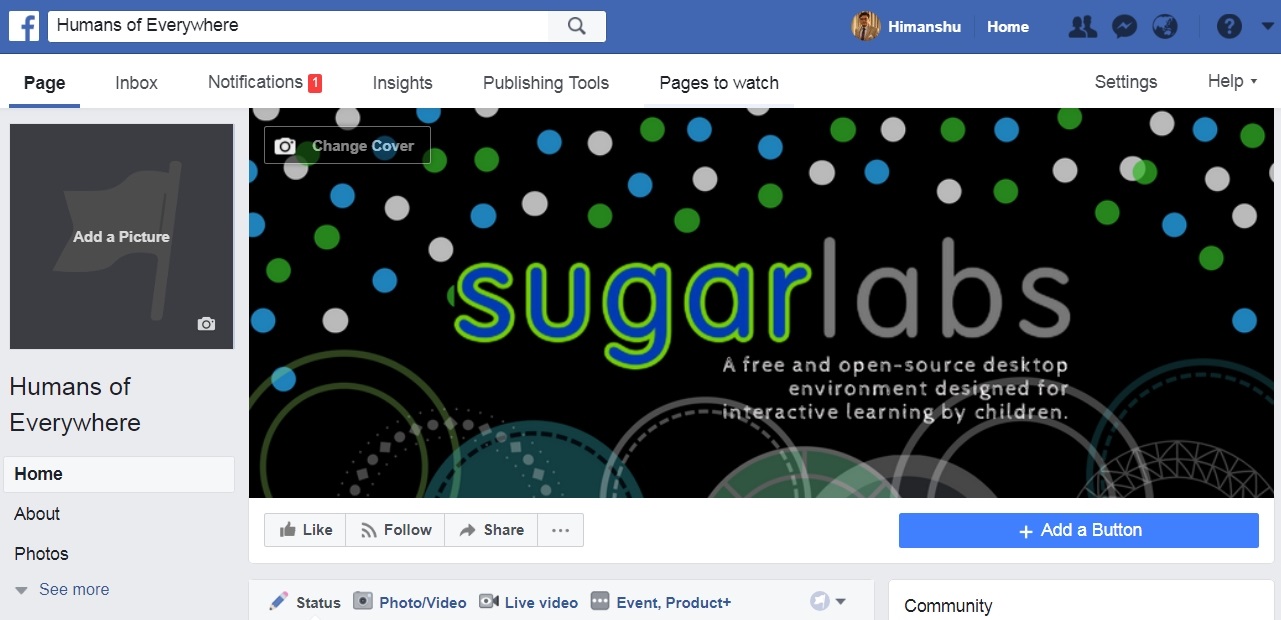 Humans of Everywhere
Himanshu
Home
Page
Inbox
Notifications 1
Insights
Publishing Tools
Pages to watch
Settings
Help
Add a Picture
Change Cover
sugarlabs
A free and open-source desktop
environment designed for
interactive learning by children.
Humans of
Everywhere
Home
About
Photos
See more
Like
Follow
Share
...
+ Add a Button
Status
Photo/Video
Live video
Event, Product+
Community